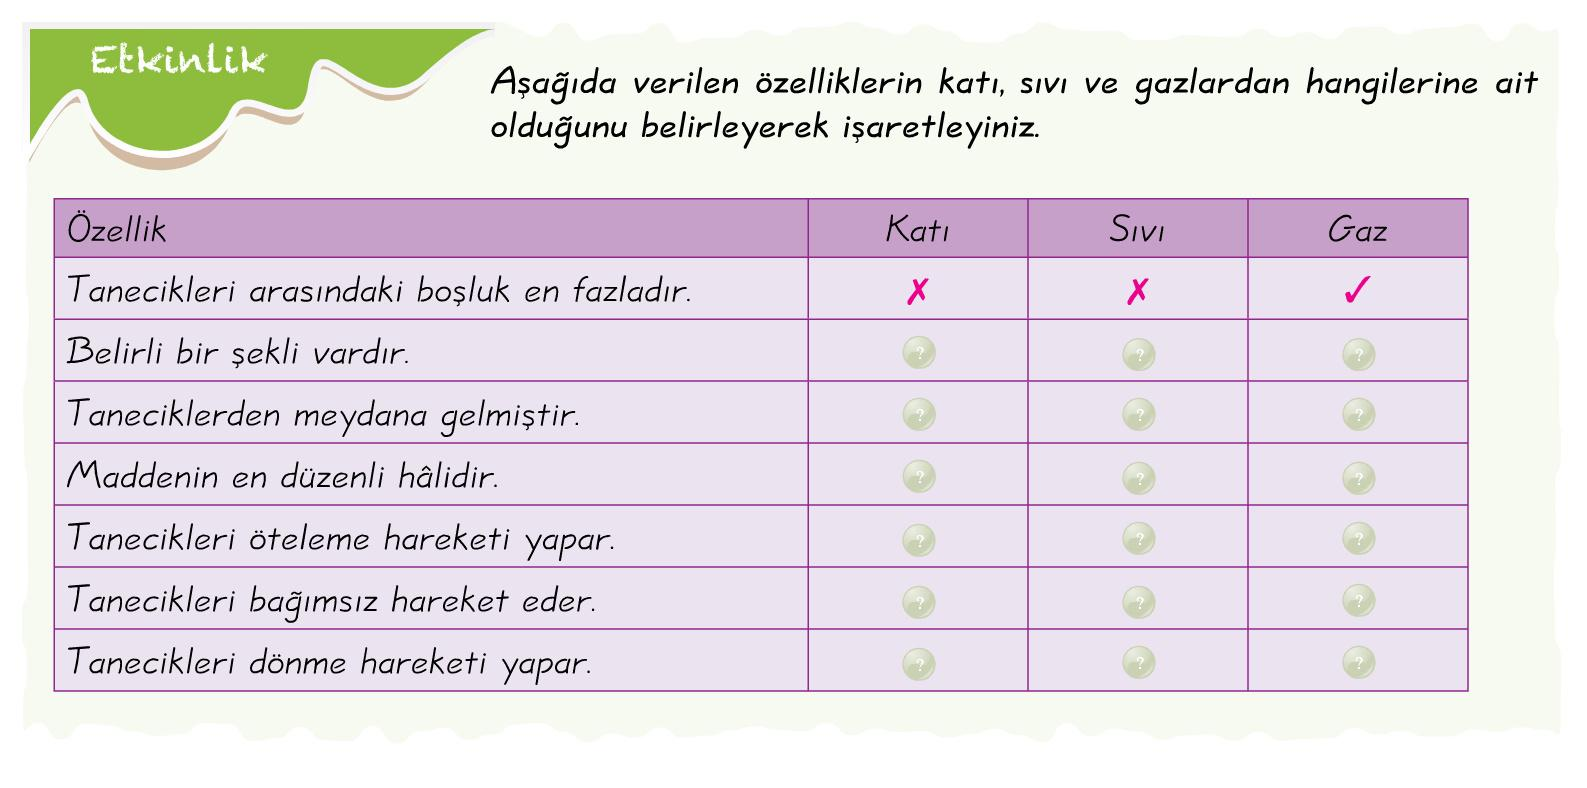 Etkinlik
Aşağıda verilen özelliklerin katı, sıvı ve gazlardan hangilerine ait
olduğunu belirleyerek işaretleyiniz.
Özellik Katı Sıvı Gaz
Tanecikleri arasındaki boşluk en fazladır. ✗ ✗ ✓
Belirli bir şekli vardır. ? ? ?
Taneciklerden meydana gelmiştir. ? ? ?
Maddenin en düzenli hâlidir. ? ? ?
Tanecikleri öteleme hareketi yapar. ? ? ?
Tanecikleri bağımsız hareket eder. ? ? ?
Tanecikleri dönme hareketi yapar. ? ? ?